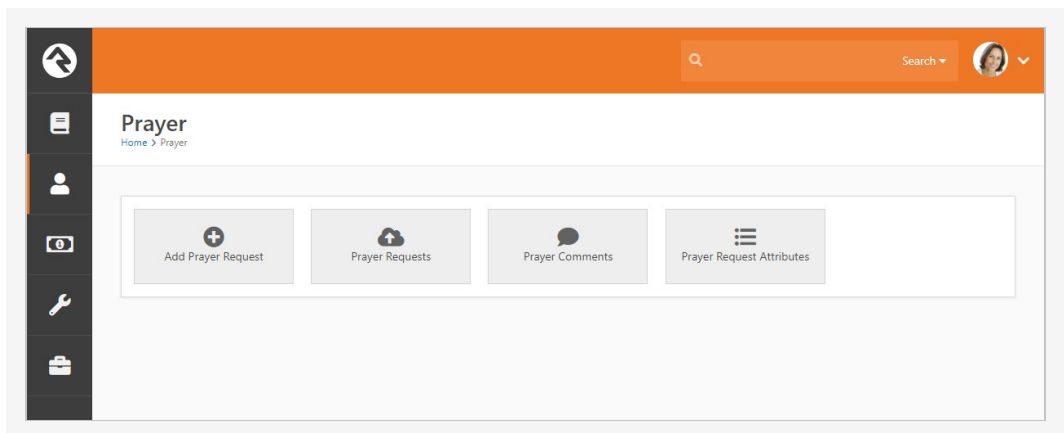 Search
Prayer
Home > Prayer
Add Prayer Request
Prayer Requests
Prayer Comments
Prayer Request Attributes